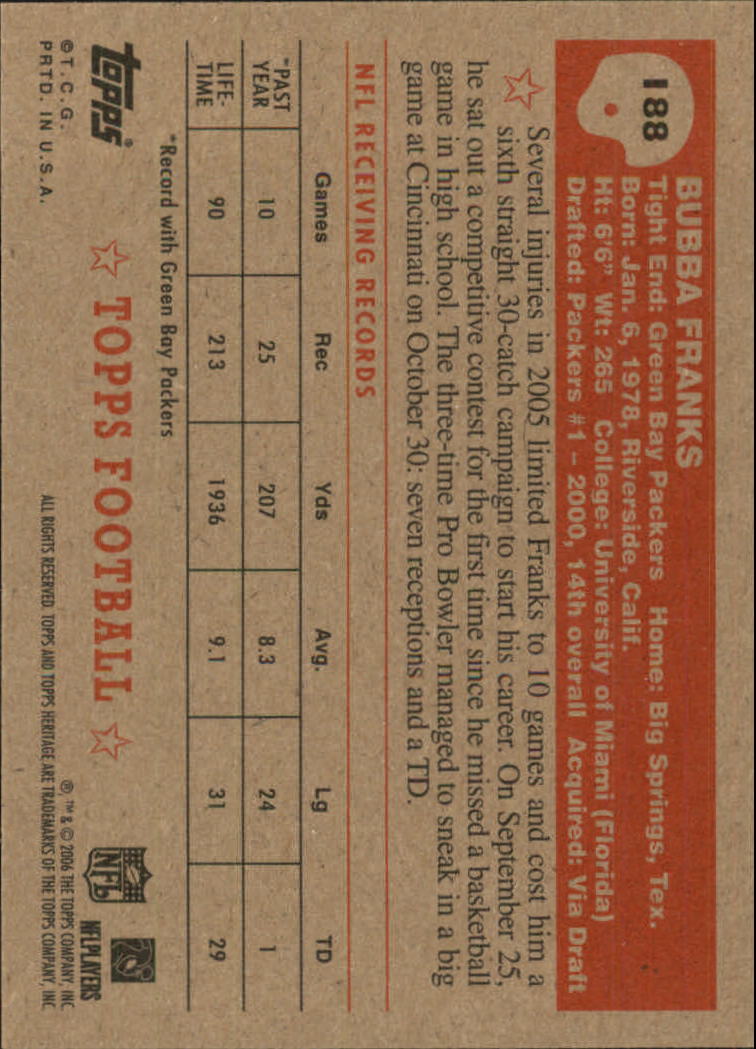 188
BUBBA FRANKS
Tight End: Green Bay Packers Home: Big Springs, Tex.
Born: Jan. 6, 1978, Riverside, Calif.
Ht: 6'6" Wt: 265 College: University of Miami (Florida)
Drafted: Packers #1 – 2000, 14th overall Acquired: Via Draft
Several injuries in 2005 limited Franks to 10 games and cost him a
sixth straight 30-catch campaign to start his career. On September 25,
he sat out a competitive contest for the first time since he missed a basketball
game in high school. The three-time Pro Bowler managed to sneak in a big
game at Cincinnati on October 30: seven receptions and a TD.
NFL RECEIVING RECORDS
Games Rec Yds Avg. Lg TD
*PAST YEAR 10 25 207 8.3 24 1
LIFE-TIME 90 213 1936 9.1 31 29
*Record with Green Bay Packers
topps®
TOPPS FOOTBALL
NFL
NFLPLAYERS
©T.C.G.
PRTD. IN U.S.A.
®, ™ & © 2006 THE TOPPS COMPANY, INC
ALL RIGHTS RESERVED. TOPPS AND TOPPS HERITAGE ARE TRADEMARKS OF THE TOPPS COMPANY, INC